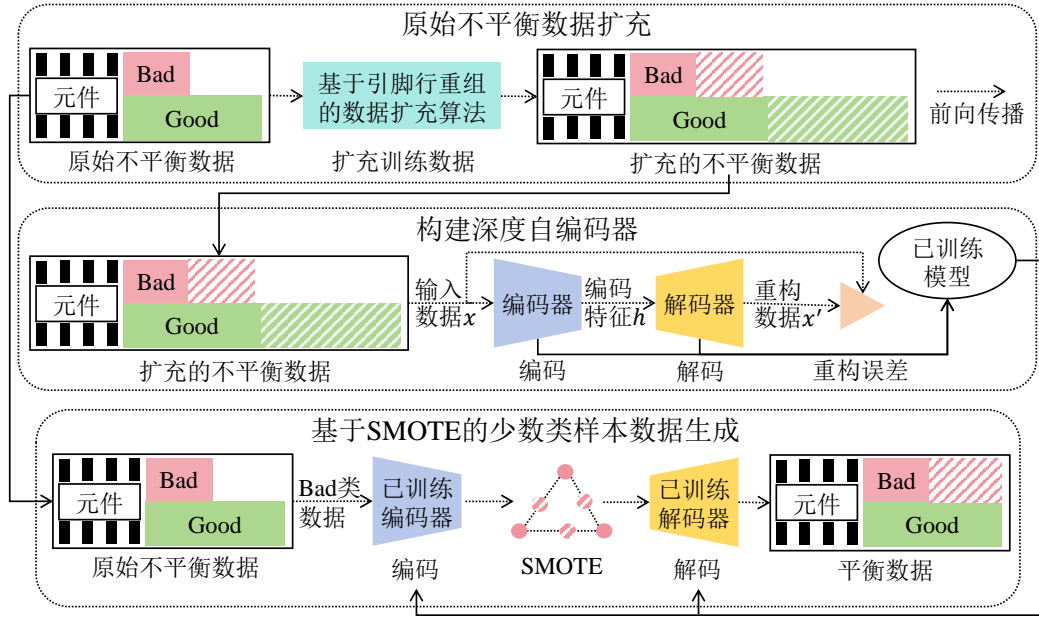 原始不平衡数据扩充
Bad
元件
Good
原始不平衡数据
基于引脚行重组
的数据扩充算法
扩充训练数据
Bad
元件
Good
扩充的不平衡数据
前向传播
构建深度自编码器
Bad
元件
Good
扩充的不平衡数据
输入
数据x
编码器
编码
编码
特征h
解码器
解码
重构
数据x′
重构误差
已训练
模型
基于SMOTE的少数类样本数据生成
Bad
元件
Good
原始不平衡数据
Bad类
数据
已训练
编码器
编码
SMOTE
已训练
解码器
解码
Bad
元件
Good
平衡数据